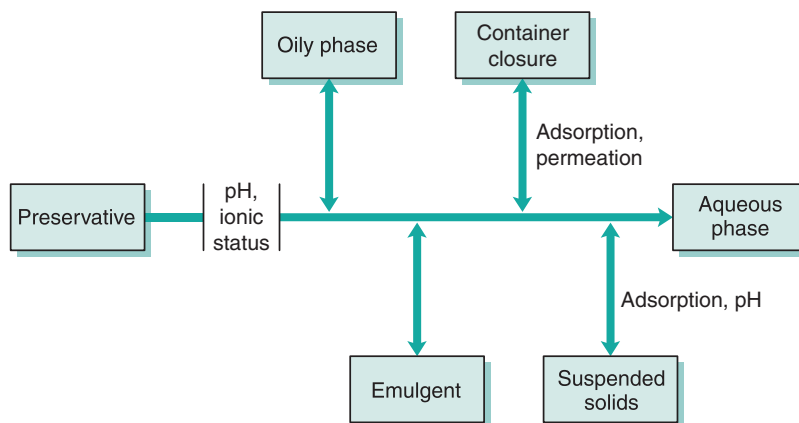 Oily phase
Container
closure
Adsorption,
permeation
Preservative
pH,
ionic
status
Aqueous
phase
Adsorption, pH
Emulgent
Suspended
solids